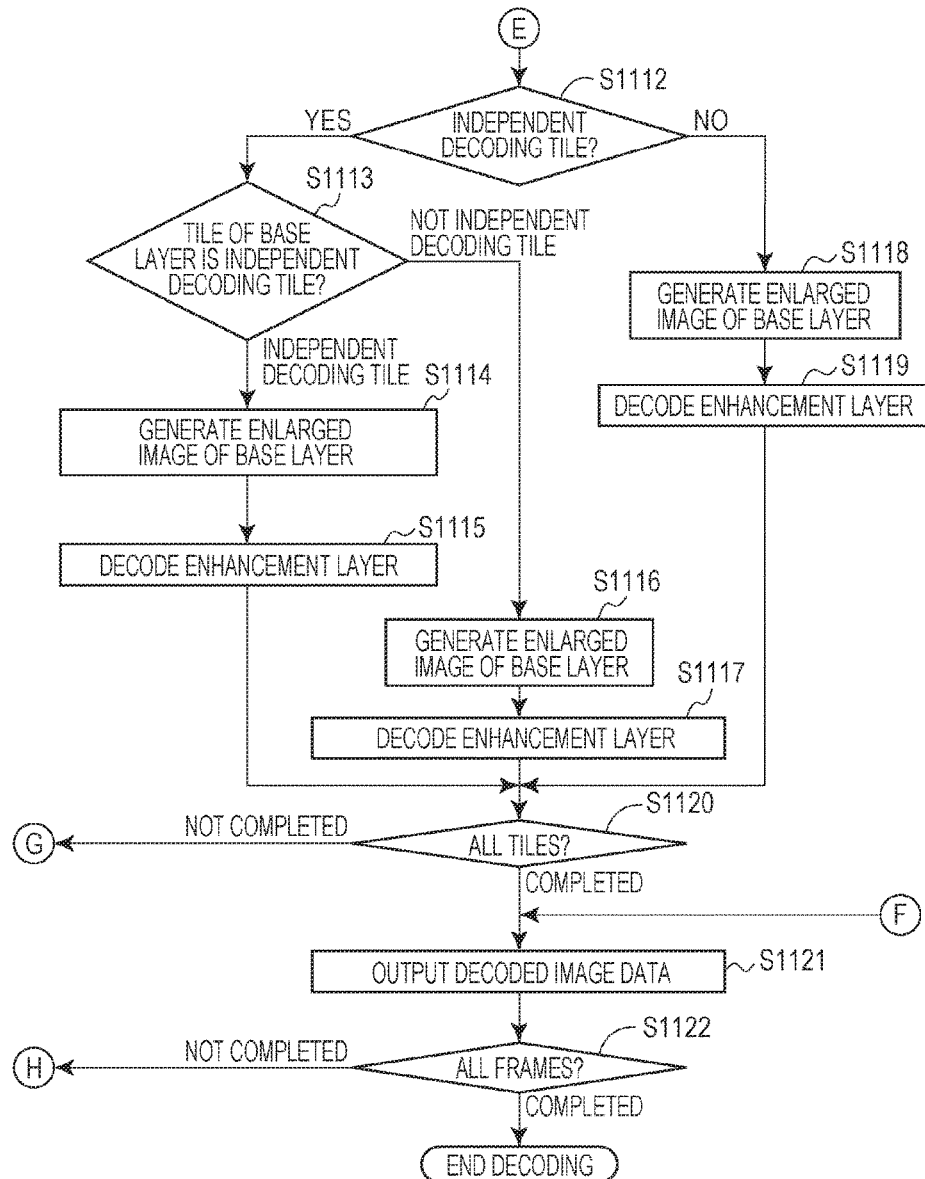 E
S1112
YES
INDEPENDENT
DECODING TILE?
NO
S1113
TILE OF BASE
LAYER IS INDEPENDENT
DECODING TILE?
NOT INDEPENDENT
DECODING TILE
S1118
GENERATE ENLARGED
IMAGE OF BASE LAYER
INDEPENDENT
DECODING TILE
S1114
GENERATE ENLARGED
IMAGE OF BASE LAYER
S1119
DECODE ENHANCEMENT LAYER
S1115
DECODE ENHANCEMENT LAYER
S1116
GENERATE ENLARGED
IMAGE OF BASE LAYER
S1117
DECODE ENHANCEMENT LAYER
S1120
G
NOT COMPLETED
ALL TILES?
COMPLETED
F
OUTPUT DECODED IMAGE DATA
S1121
S1122
H
NOT COMPLETED
ALL FRAMES?
COMPLETED
END DECODING